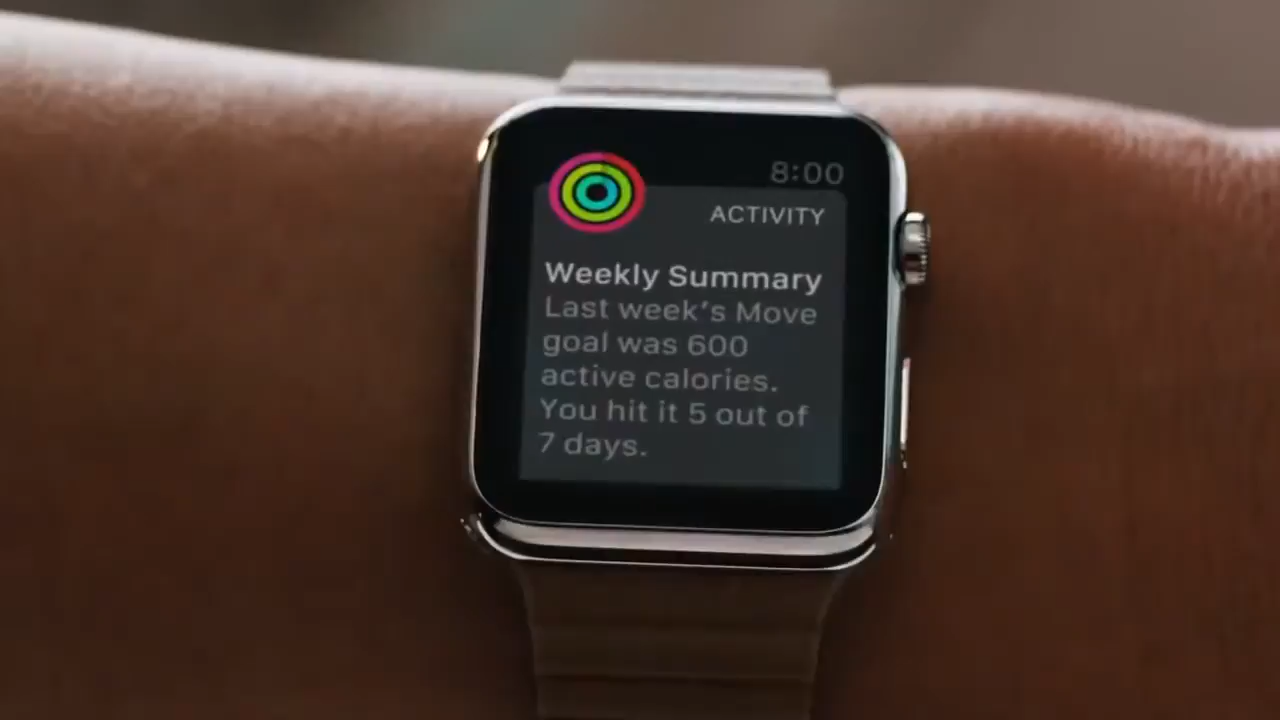 8:00
ACTIVITY
Weekly Summary
Last week's Move
goal was 600
active calories.
You hit it 5 out of
7 days.